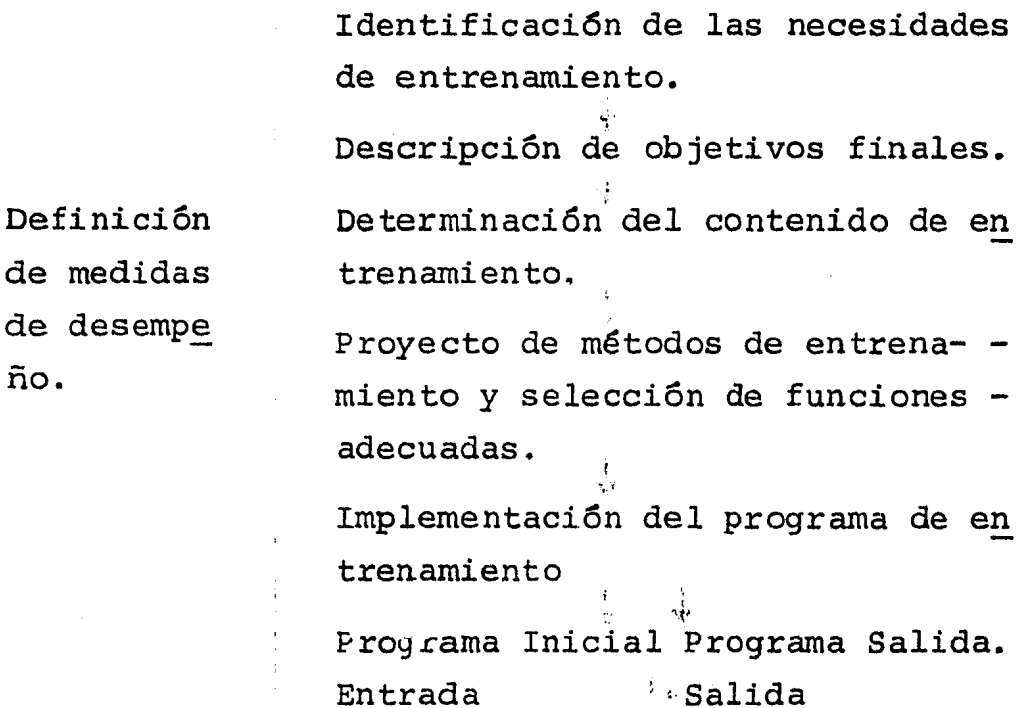 Identificación de las necesidades
de entrenamiento.
Descripción de objetivos finales.
Definición
de medidas
de desempe
ño.
Determinación del contenido de en
trenamiento.
Proyecto de métodos de entrena- -
miento y selección de funciones -
adecuadas.
Implementación del programa de en
trenamiento
Programa Inicial Programa Salida.
Entrada Salida